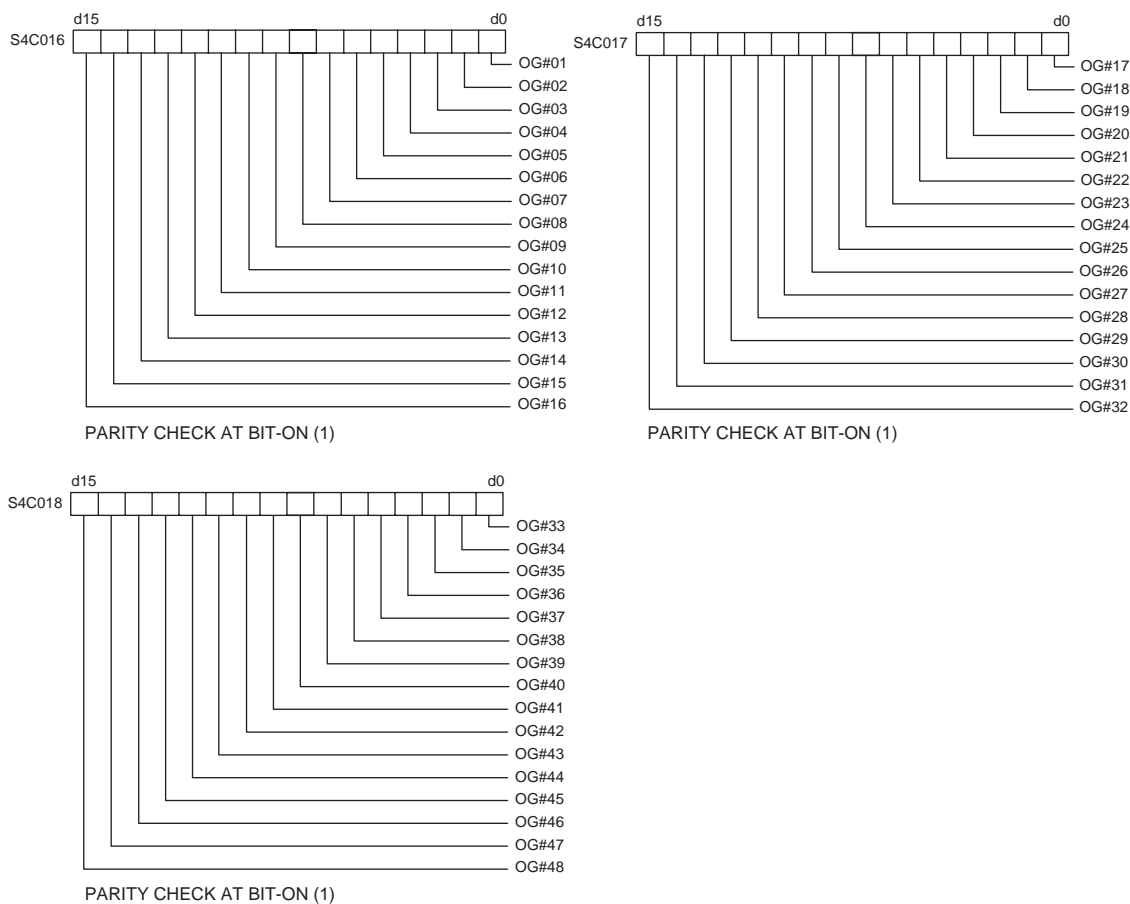 d15 d0
S4C016
OG#01
OG#02
OG#03
OG#04
OG#05
OG#06
OG#07
OG#08
OG#09
OG#10
OG#11
OG#12
OG#13
OG#14
OG#15
OG#16
PARITY CHECK AT BIT-ON (1)
d15 d0
S4C017
OG#17
OG#18
OG#19
OG#20
OG#21
OG#22
OG#23
OG#24
OG#25
OG#26
OG#27
OG#28
OG#29
OG#30
OG#31
OG#32
PARITY CHECK AT BIT-ON (1)
d15 d0
S4C018
OG#33
OG#34
OG#35
OG#36
OG#37
OG#38
OG#39
OG#40
OG#41
OG#42
OG#43
OG#44
OG#45
OG#46
OG#47
OG#48
PARITY CHECK AT BIT-ON (1)